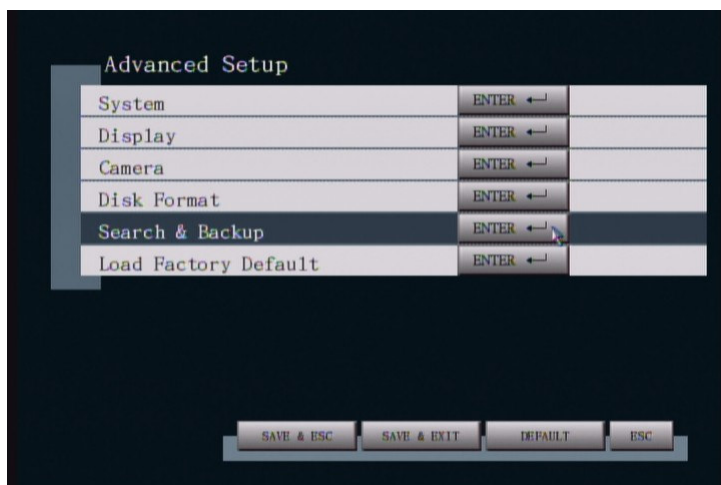 Advanced Setup
System ENTER
Display ENTER
Camera ENTER
Disk Format ENTER
Search & Backup ENTER
Load Factory Default ENTER
SAVE & ESC SAVE & EXIT DEFAULT ESC